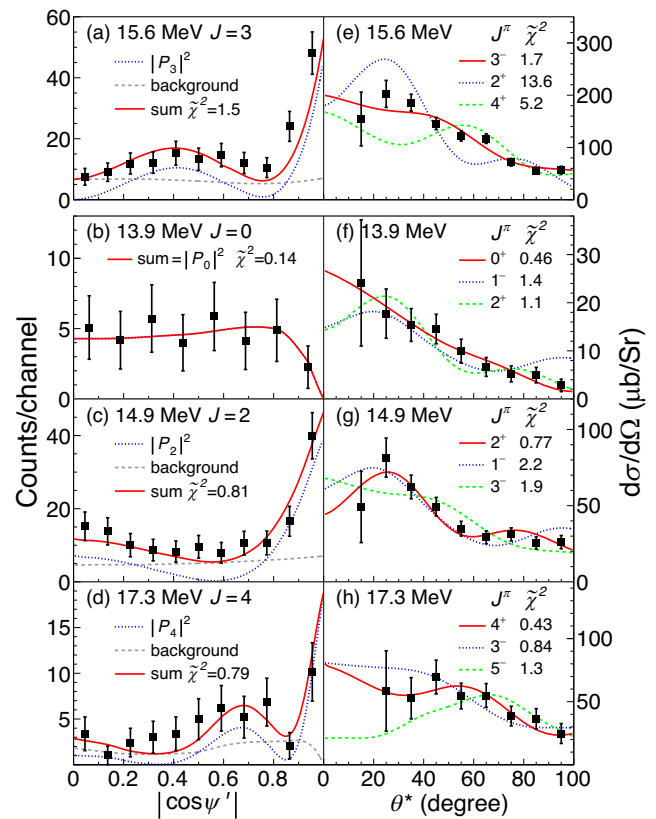 (a) 15.6 MeV J = 3
|P₃|²
background
sum χ̃²=1.5
60
40
20
0
(e) 15.6 MeV
Jπ χ̃²
3⁻ 1.7
2⁺ 13.6
4⁺ 5.2
300
200
100
0
(b) 13.9 MeV J = 0
sum = |P₀|² χ̃²=0.14
10
5
0
(f) 13.9 MeV
Jπ χ̃²
0⁺ 0.46
1⁻ 1.4
2⁺ 1.1
30
20
10
0
(c) 14.9 MeV J = 2
|P₂|²
background
sum χ̃²=0.81
40
20
0
(g) 14.9 MeV
Jπ χ̃²
2⁺ 0.77
1⁻ 2.2
3⁻ 1.9
100
50
0
(d) 17.3 MeV J = 4
|P₄|²
background
sum χ̃²=0.79
15
10
5
0
(h) 17.3 MeV
Jπ χ̃²
4⁺ 0.43
3⁻ 0.84
5⁻ 1.3
100
50
0 0.2 0.4 0.6 0.8 0 20 40 60 80 100
|cosψ'|
θ* (degree)
Counts/channel
dσ/dΩ (μb/Sr)